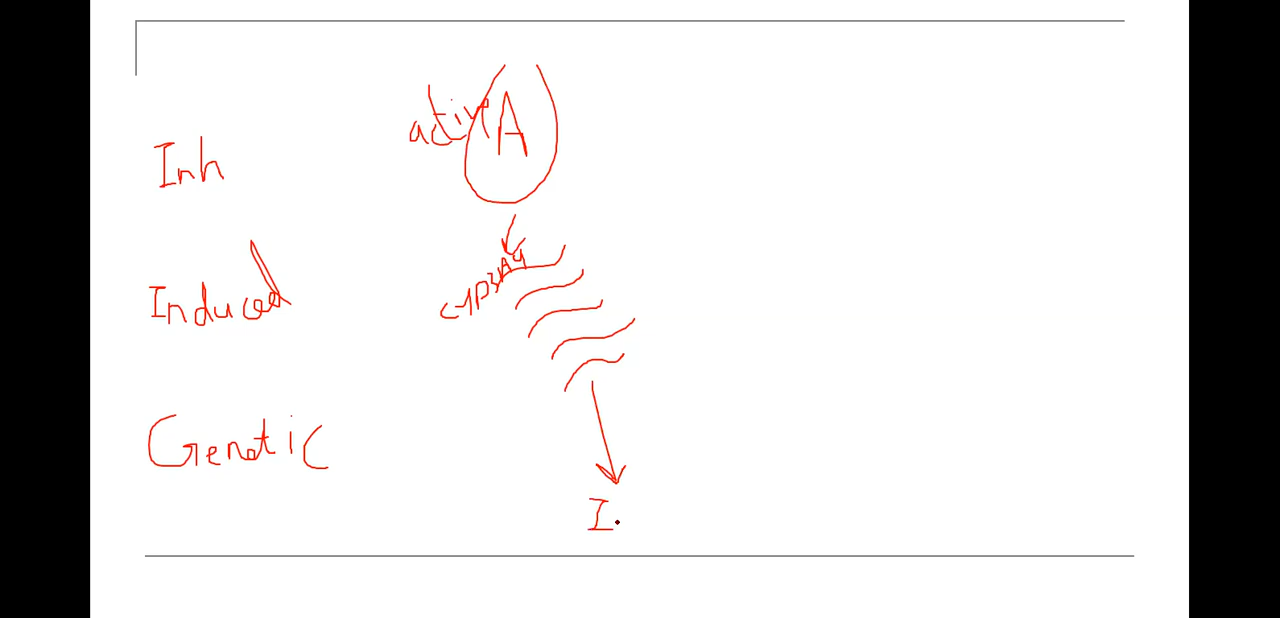 active A
Inh
CYP3A4
Induced
Genetic
I